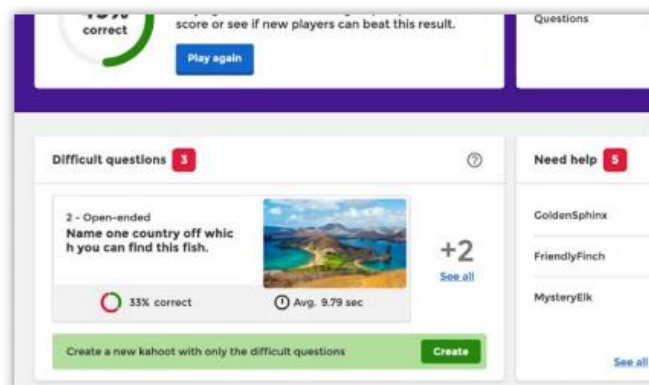 correct
score or see if new players can beat this result.
Play again
Questions
Difficult questions 3
Need help 5
2 - Open-ended
Name one country off whic
h you can find this fish.
+2
See all
33% correct
Avg. 9.79 sec
GoldenSphinx
FriendlyFinch
MysteryElk
Create a new kahoot with only the difficult questions
Create
See all